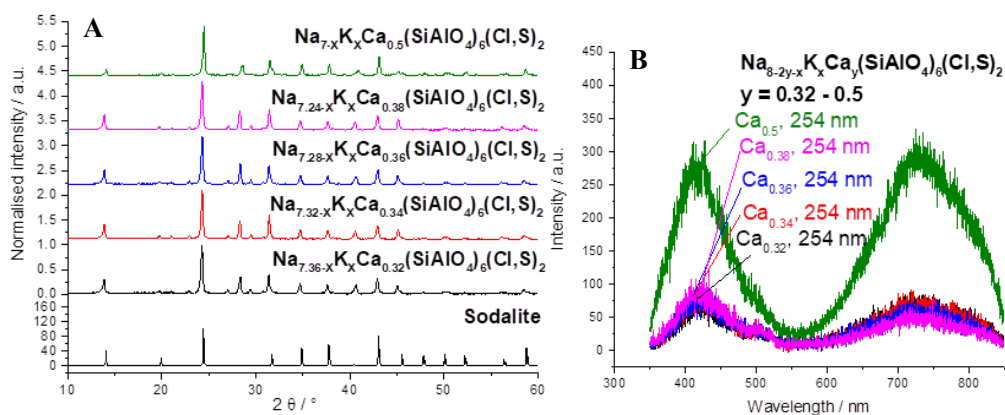 A
Na7-XKXCa0.5(SiAlO4)6(Cl,S)2
Na7.24-XKXCa0.38(SiAlO4)6(Cl,S)2
Na7.28-XKXCa0.36(SiAlO4)6(Cl,S)2
Na7.32-XKXCa0.34(SiAlO4)6(Cl,S)2
Na7.36-XKXCa0.32(SiAlO4)6(Cl,S)2
Sodalite
Normalised intensity / a.u.
5.5
5.0
4.5
4.0
3.5
3.0
2.5
2.0
1.5
1.0
0.5
0.0
160
120
80
40
0
10 20 30 40 50 60
2 θ / °
B
Na8-2y-xKXCay(SiAlO4)6(Cl,S)2
y = 0.32 - 0.5
Ca0.5, 254 nm
Ca0.38, 254 nm
Ca0.36, 254 nm
Ca0.34, 254 nm
Ca0.32, 254 nm
Intensity / a.u.
450
400
350
300
250
200
150
100
50
0
300 400 500 600 700 800
Wavelength / nm